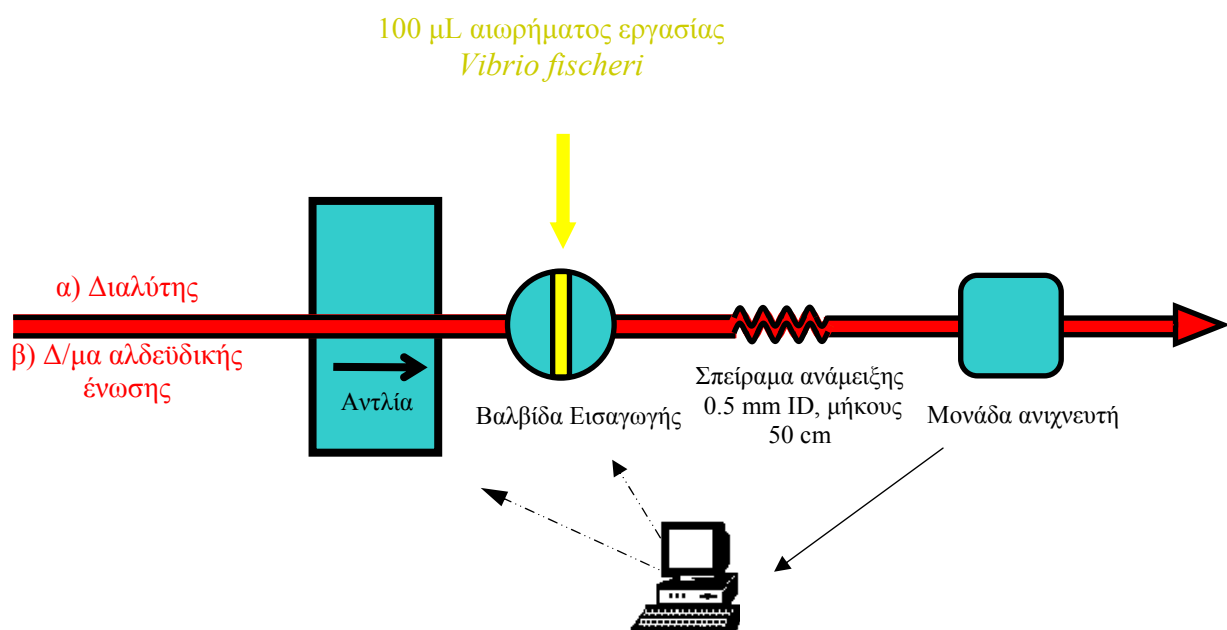 100 μL αιωρήματος εργασίας
Vibrio fischeri
α) Διαλύτης
β) Δ/μα αλδεϋδικής
ένωσης
Αντλία
Βαλβίδα Εισαγωγής
Σπείραμα ανάμειξης
0.5 mm ID, μήκους
50 cm
Μονάδα ανιχνευτή